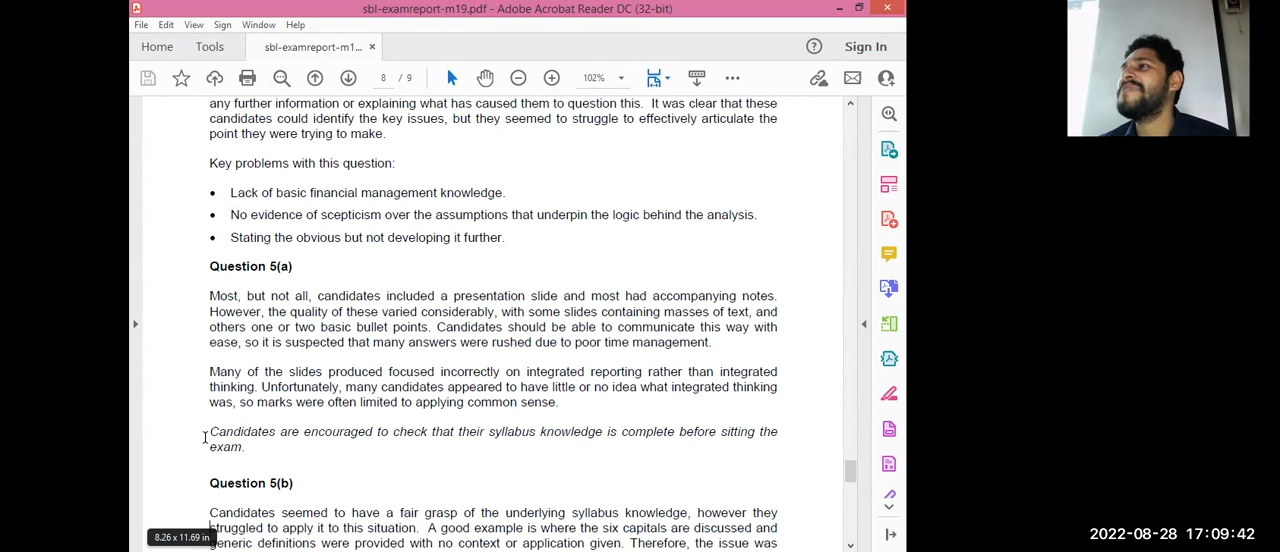 sbl-examreport-m19.pdf - Adobe Acrobat Reader DC (32-bit)
File Edit View Sign Window Help
Home Tools sbl-examreport-m1... × Sign In
8 / 9 102%
any further information or explaining what has caused them to question this. It was clear that these
candidates could identify the key issues, but they seemed to struggle to effectively articulate the
point they were trying to make.
Key problems with this question:
• Lack of basic financial management knowledge.
• No evidence of scepticism over the assumptions that underpin the logic behind the analysis.
• Stating the obvious but not developing it further.
Question 5(a)
Most, but not all, candidates included a presentation slide and most had accompanying notes.
However, the quality of these varied considerably, with some slides containing masses of text, and
others one or two basic bullet points. Candidates should be able to communicate this way with
ease, so it is suspected that many answers were rushed due to poor time management.
Many of the slides produced focused incorrectly on integrated reporting rather than integrated
thinking. Unfortunately, many candidates appeared to have little or no idea what integrated thinking
was, so marks were often limited to applying common sense.
Candidates are encouraged to check that their syllabus knowledge is complete before sitting the
exam.
Question 5(b)
Candidates seemed to have a fair grasp of the underlying syllabus knowledge, however they
struggled to apply it to this situation. A good example is where the six capitals are discussed and
generic definitions were provided with no context or application given. Therefore, the issue was
8.26 x 11.69 in
2022-08-28 17:09:42